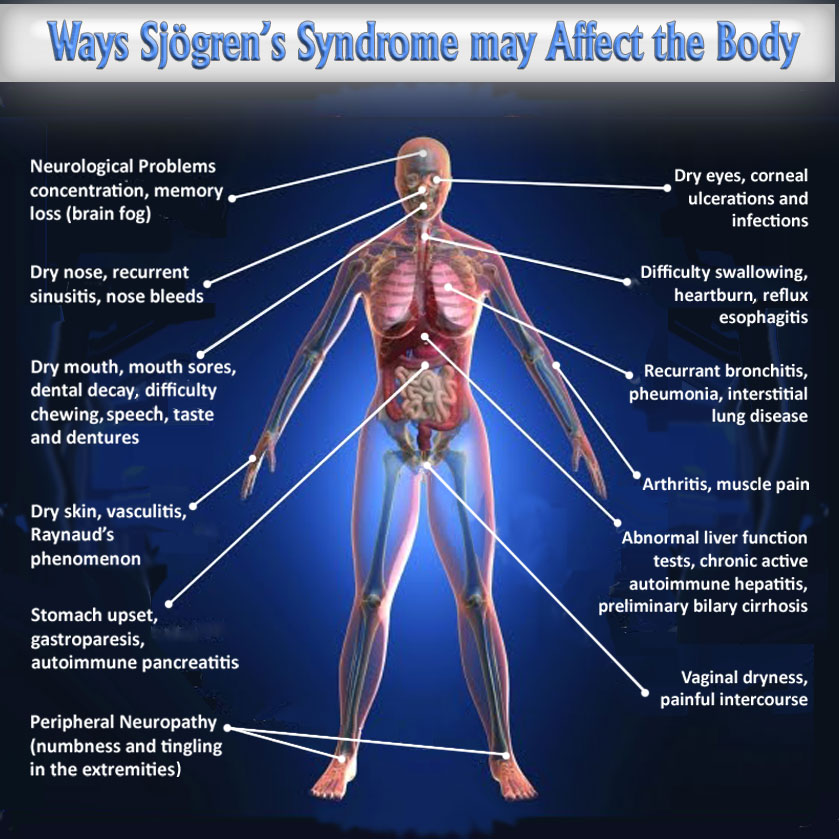 Ways Sjögren's Syndrome may Affect the Body
Neurological Problems
concentration, memory
loss (brain fog)
Dry nose, recurrent
sinusitis, nose bleeds
Dry mouth, mouth sores,
dental decay, difficulty
chewing, speech, taste
and dentures
Dry skin, vasculitis,
Raynaud's
phenomenon
Stomach upset,
gastroparesis,
autoimmune pancreatitis
Peripheral Neuropathy
(numbness and tingling
in the extremities)
Dry eyes, corneal
ulcerations and
infections
Difficulty swallowing,
heartburn, reflux
esophagitis
Recurrant bronchitis,
pneumonia, interstitial
lung disease
Arthritis, muscle pain
Abnormal liver function
tests, chronic active
autoimmune hepatitis,
preliminary bilary cirrhosis
Vaginal dryness,
painful intercourse